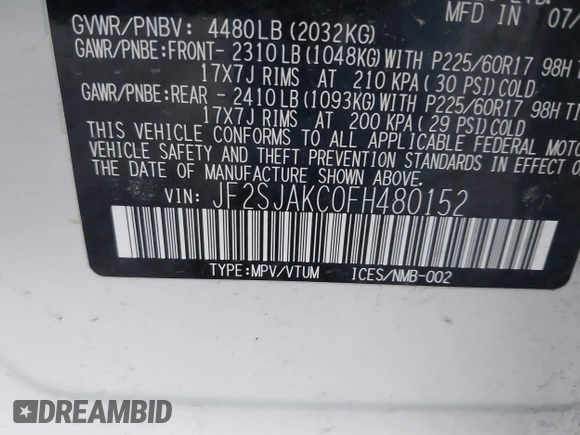 MFD IN 07/
GVWR/PNBV: 4480LB(2032KG)
GAWR/PNBE:FRONT-2310LB(1048KG)WITH P225/60R17 98H
17X7J RIMS AT 210 KPA(30 PSI)COLD.
GAWR/PNBE:REAR -2410LB(1093KG)WITH P225/60R17 98H
17X7J RIMS AT 200 KPA(29 PSI)COLD
THIS VEHICLE CONFORMS TO ALL APPLICABLE FEDERAL
VEHICLE SAFETY AND THEFT PREVENTION STANDARDS IN EFFECT
THE DATE OF MANUFACTURE SHOWN ABOVE.
VIN: JF2SJAKC0FH480152
TYPE:MPV/VTUM ICES/NMB-002
DREAMBID